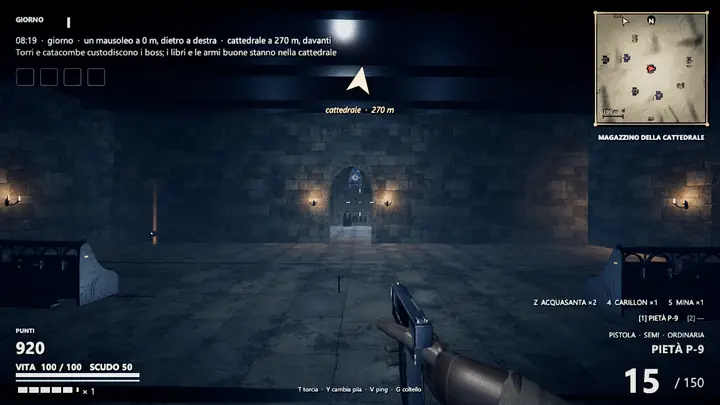 GIORNO
08:19 · giorno · un mausoleo a 0 m, dietro a destra · cattedrale a 270 m, davanti
Torri e catacombe custodiscono i boss; i libri e le armi buone stanno nella cattedrale
cattedrale · 270 m
N
MAGAZZINO DELLA CATTEDRALE
Z ACQUASANTA ×2 4 CARILLON ×1 5 MINA ×1
[1] PIETÀ P-9 [2] —
PISTOLA · SEMI · ORDINARIA
PIETÀ P-9
15 / 150
PUNTI
920
VITA 100 / 100 SCUDO 50
× 1
T torcia · Y cambia pila · V ping · G coltello